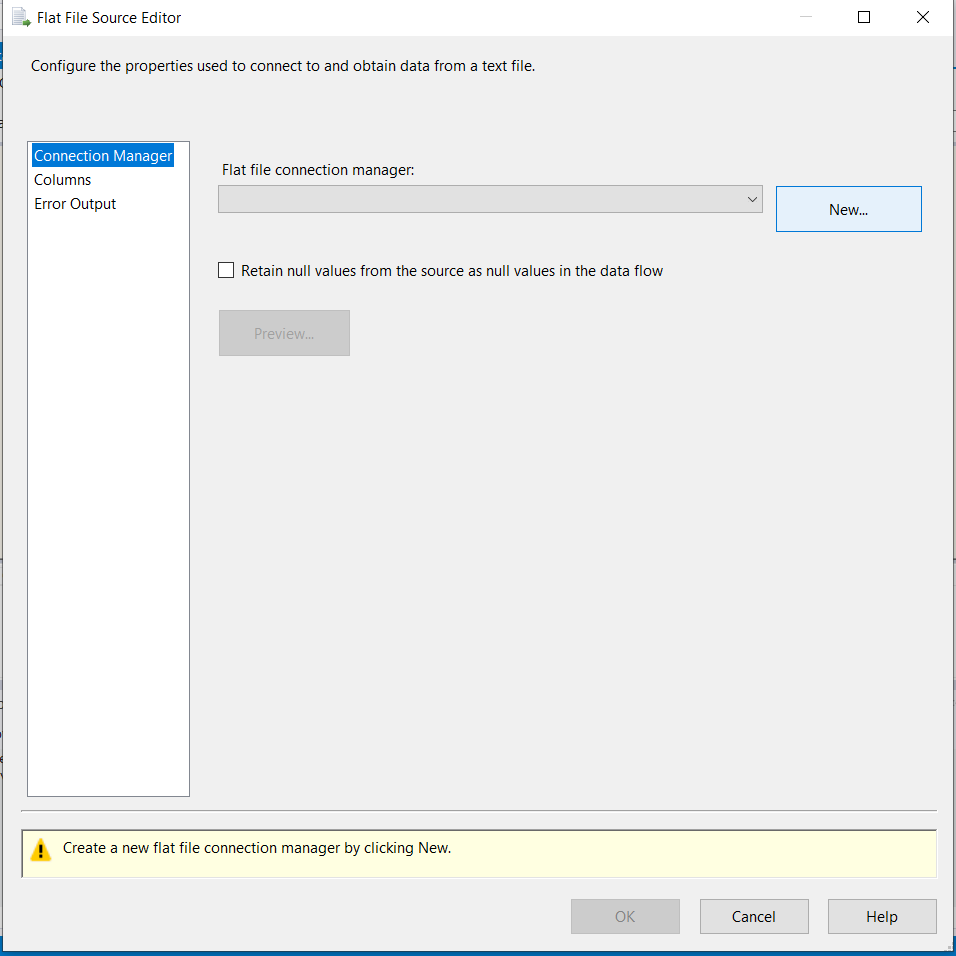 Flat File Source Editor
Configure the properties used to connect to and obtain data from a text file.
Connection Manager
Columns
Error Output
Flat file connection manager:
New...
Retain null values from the source as null values in the data flow
Preview...
Create a new flat file connection manager by clicking New.
OK
Cancel
Help